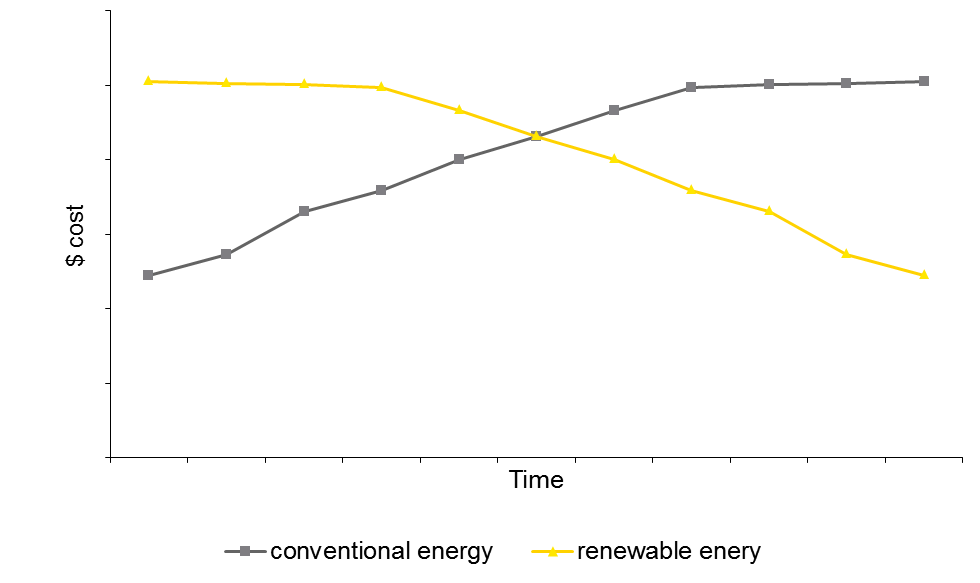 $ cost
Time
conventional energy
renewable enery